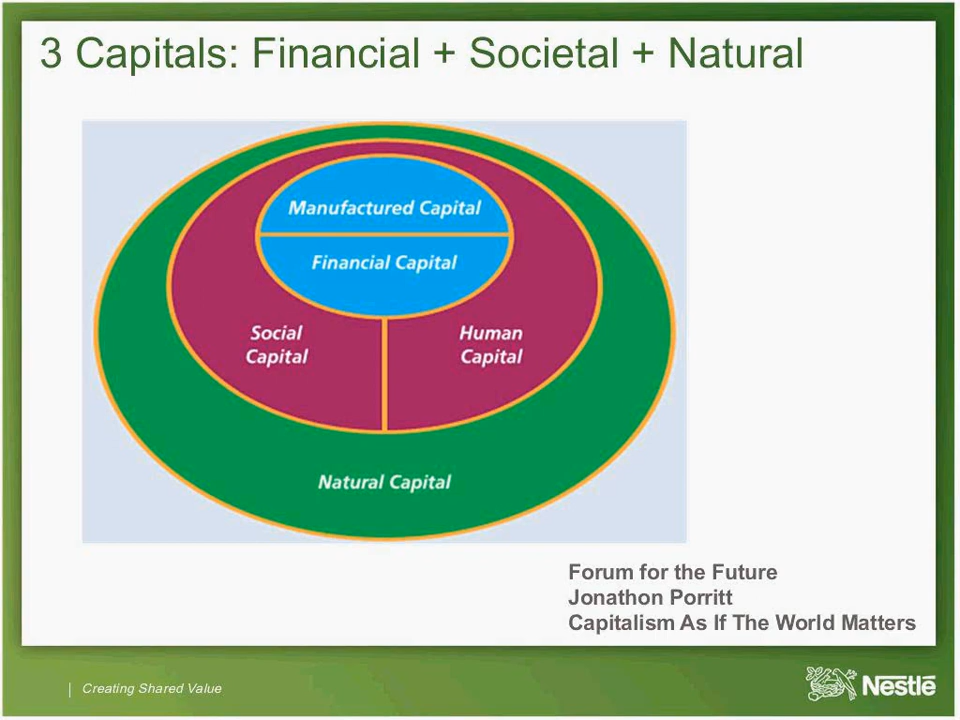 3 Capitals: Financial + Societal + Natural
Manufactured Capital
Financial Capital
Social
Capital
Human
Capital
Natural Capital
Forum for the Future
Jonathon Porritt
Capitalism As If The World Matters
| Creating Shared Value
Nestlé